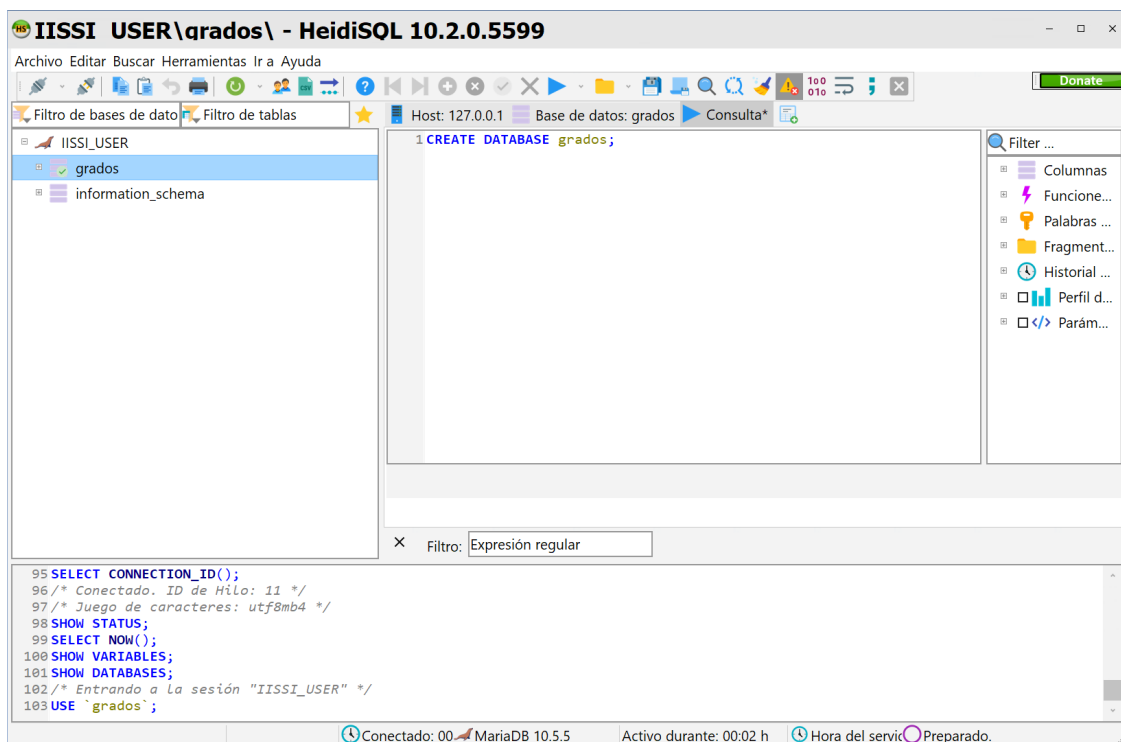 IISSI_USER\grados\ - HeidiSQL 10.2.0.5599
Archivo Editar Buscar Herramientas Ir a Ayuda
Donate
Filtro de bases de dato Filtro de tablas
Host: 127.0.0.1 Base de datos: grados Consulta*
IISSI_USER
grados
information_schema
1 CREATE DATABASE grados;
Filter ...
Columnas
Funcione...
Palabras ...
Fragment...
Historial ...
Perfil d...
Parám...
Filtro: Expresión regular
95 SELECT CONNECTION_ID();
96 /* Conectado. ID de Hilo: 11 */
97 /* Juego de caracteres: utf8mb4 */
98 SHOW STATUS;
99 SELECT NOW();
100 SHOW VARIABLES;
101 SHOW DATABASES;
102 /* Entrando a la sesión "IISSI_USER" */
103 USE `grados`;
Conectado: 00 MariaDB 10.5.5 Activo durante: 00:02 h Hora del servic Preparado.